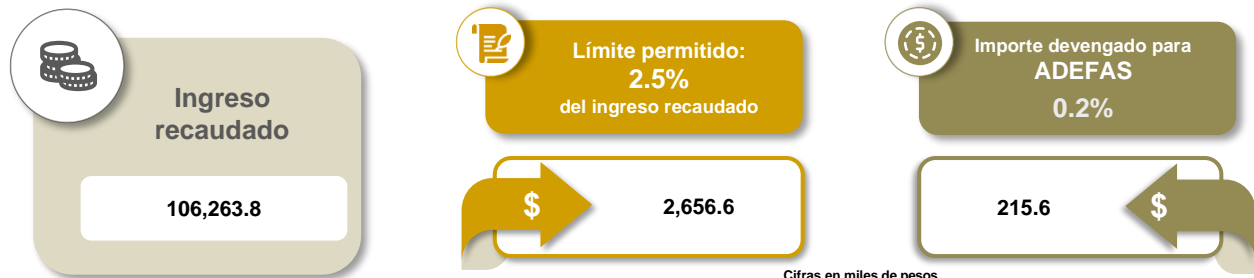 Ingreso
recaudado
106,263.8
Límite permitido:
2.5%
del ingreso recaudado
$
2,656.6
Importe devengado para
ADEFAS
0.2%
215.6
$
Cifras en miles de pesos